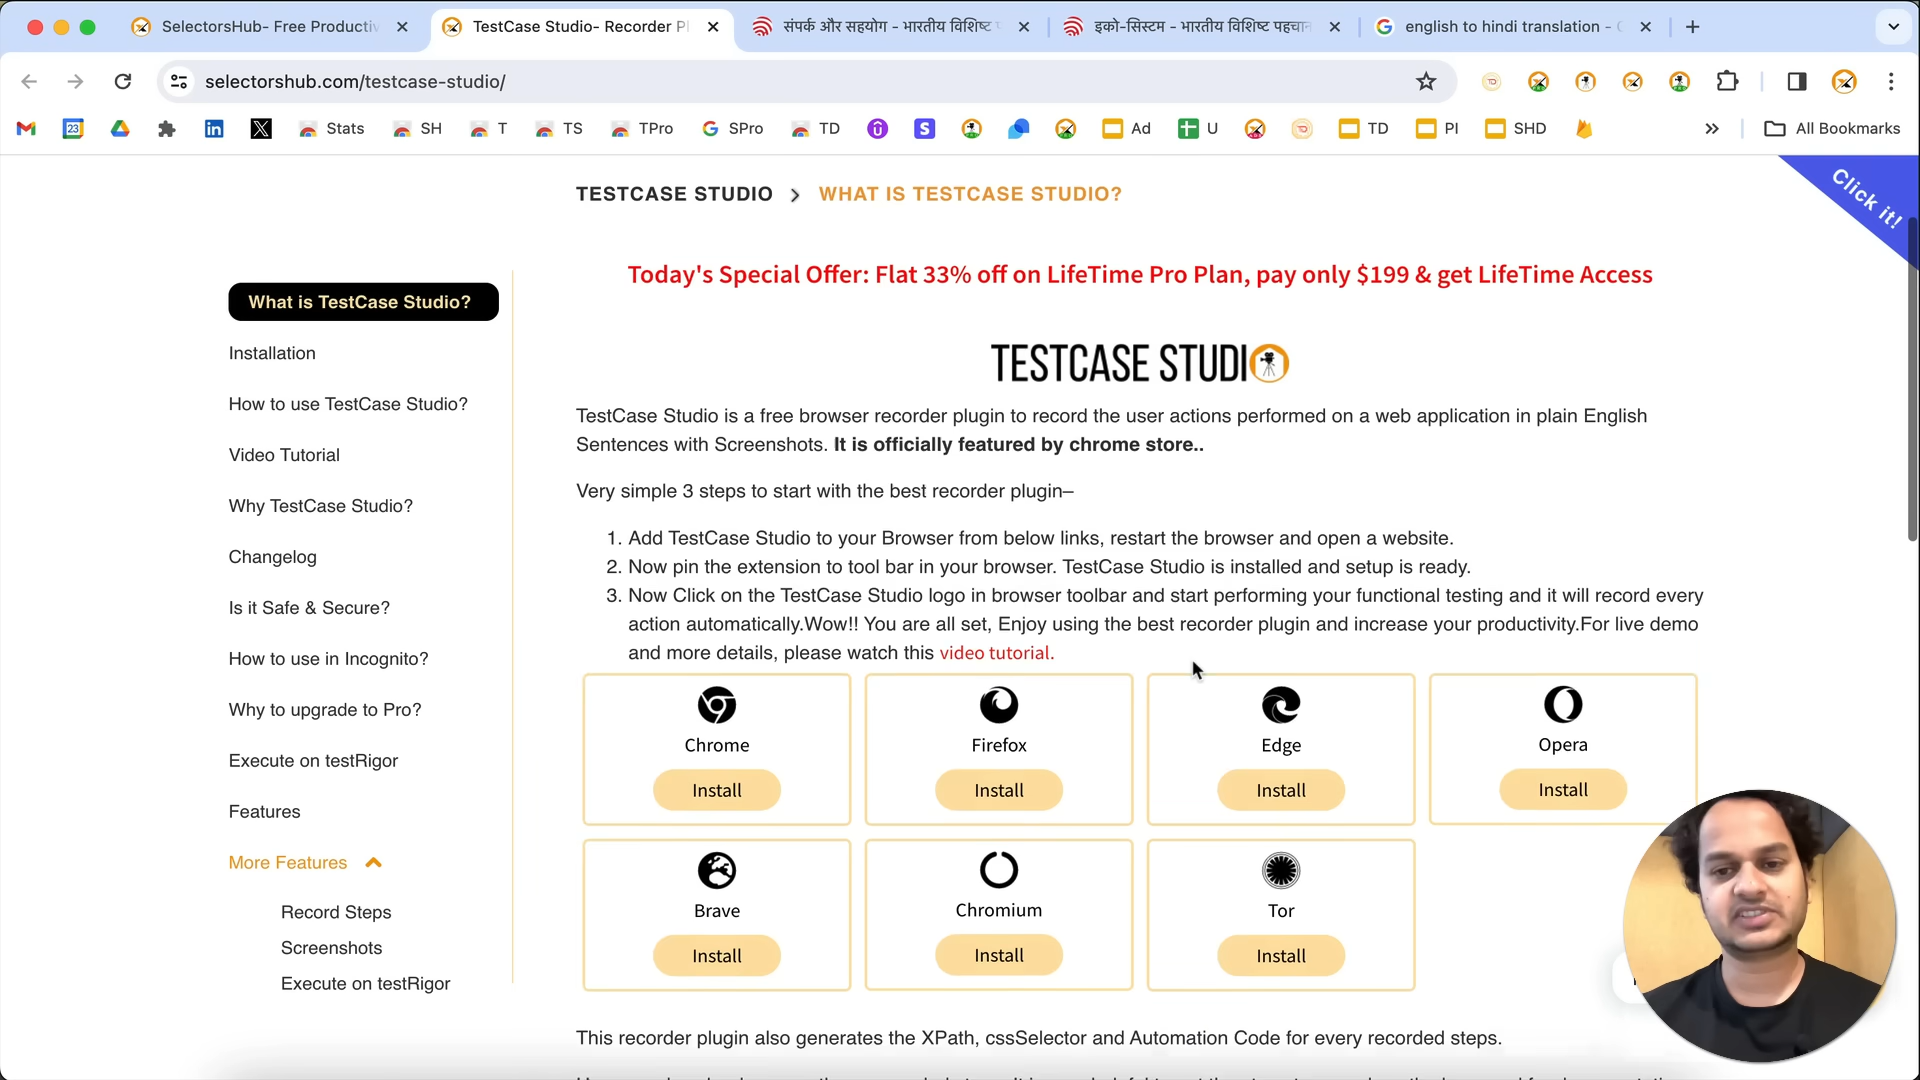 SelectorsHub- Free Productiv
TestCase Studio- Recorder Pl
संपर्क और सहयोग - भारतीय विशिष्ट प
इको-सिस्टम - भारतीय विशिष्ट पहचान
english to hindi translation - G
selectorshub.com/testcase-studio/
23
Stats
SH
T
TS
TPro
SPro
TD
Ad
U
TD
PI
SHD
All Bookmarks
TESTCASE STUDIO > WHAT IS TESTCASE STUDIO?
Click it!
Today's Special Offer: Flat 33% off on LifeTime Pro Plan, pay only $199 & get LifeTime Access
What is TestCase Studio?
Installation
How to use TestCase Studio?
Video Tutorial
Why TestCase Studio?
Changelog
Is it Safe & Secure?
How to use in Incognito?
Why to upgrade to Pro?
Execute on testRigor
Features
More Features
Record Steps
Screenshots
Execute on testRigor
TESTCASE STUDIO
TestCase Studio is a free browser recorder plugin to record the user actions performed on a web application in plain English
Sentences with Screenshots. It is officially featured by chrome store..
Very simple 3 steps to start with the best recorder plugin–
1. Add TestCase Studio to your Browser from below links, restart the browser and open a website.
2. Now pin the extension to tool bar in your browser. TestCase Studio is installed and setup is ready.
3. Now Click on the TestCase Studio logo in browser toolbar and start performing your functional testing and it will record every
action automatically.Wow!! You are all set, Enjoy using the best recorder plugin and increase your productivity.For live demo
and more details, please watch this video tutorial.
Chrome
Install
Firefox
Install
Edge
Install
Opera
Install
Brave
Install
Chromium
Install
Tor
Install
This recorder plugin also generates the XPath, cssSelector and Automation Code for every recorded steps.